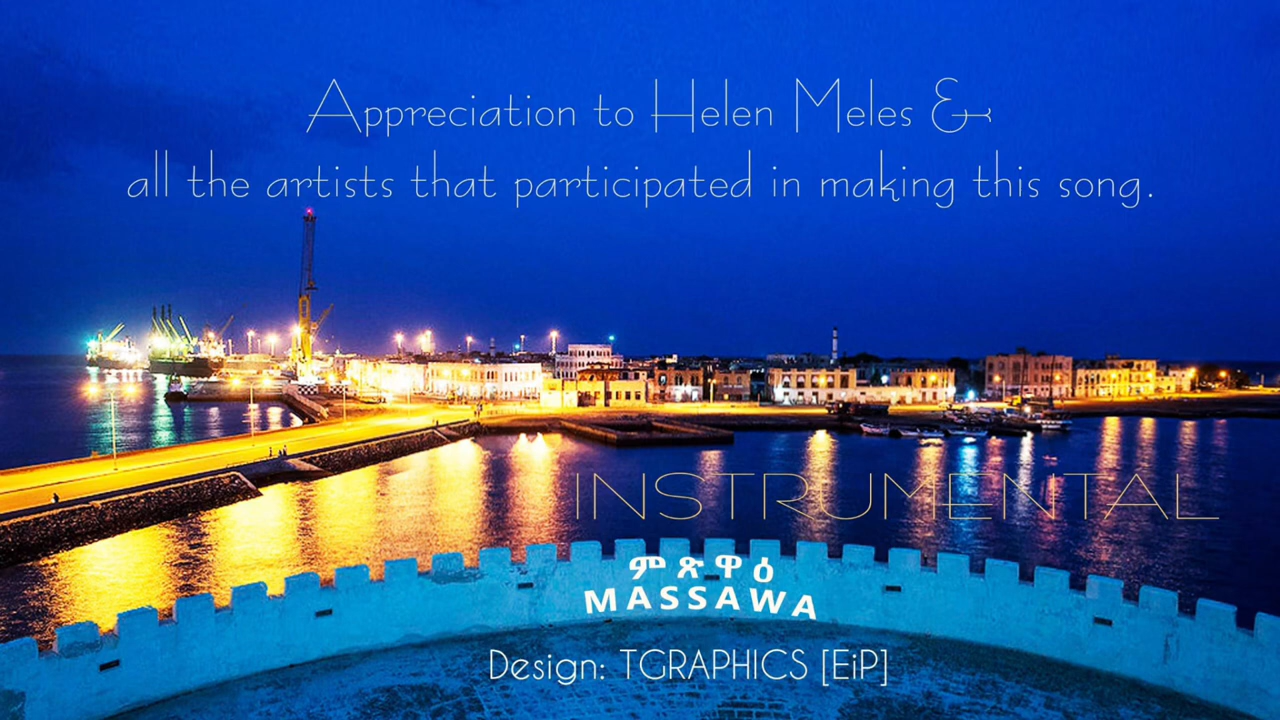 Appreciation to Helen Meles &
all the artists that participated in making this song.
INSTRUMENTAL
ምጽዋዕ
MASSAWA
Design: TGRAPHICS [EiP]